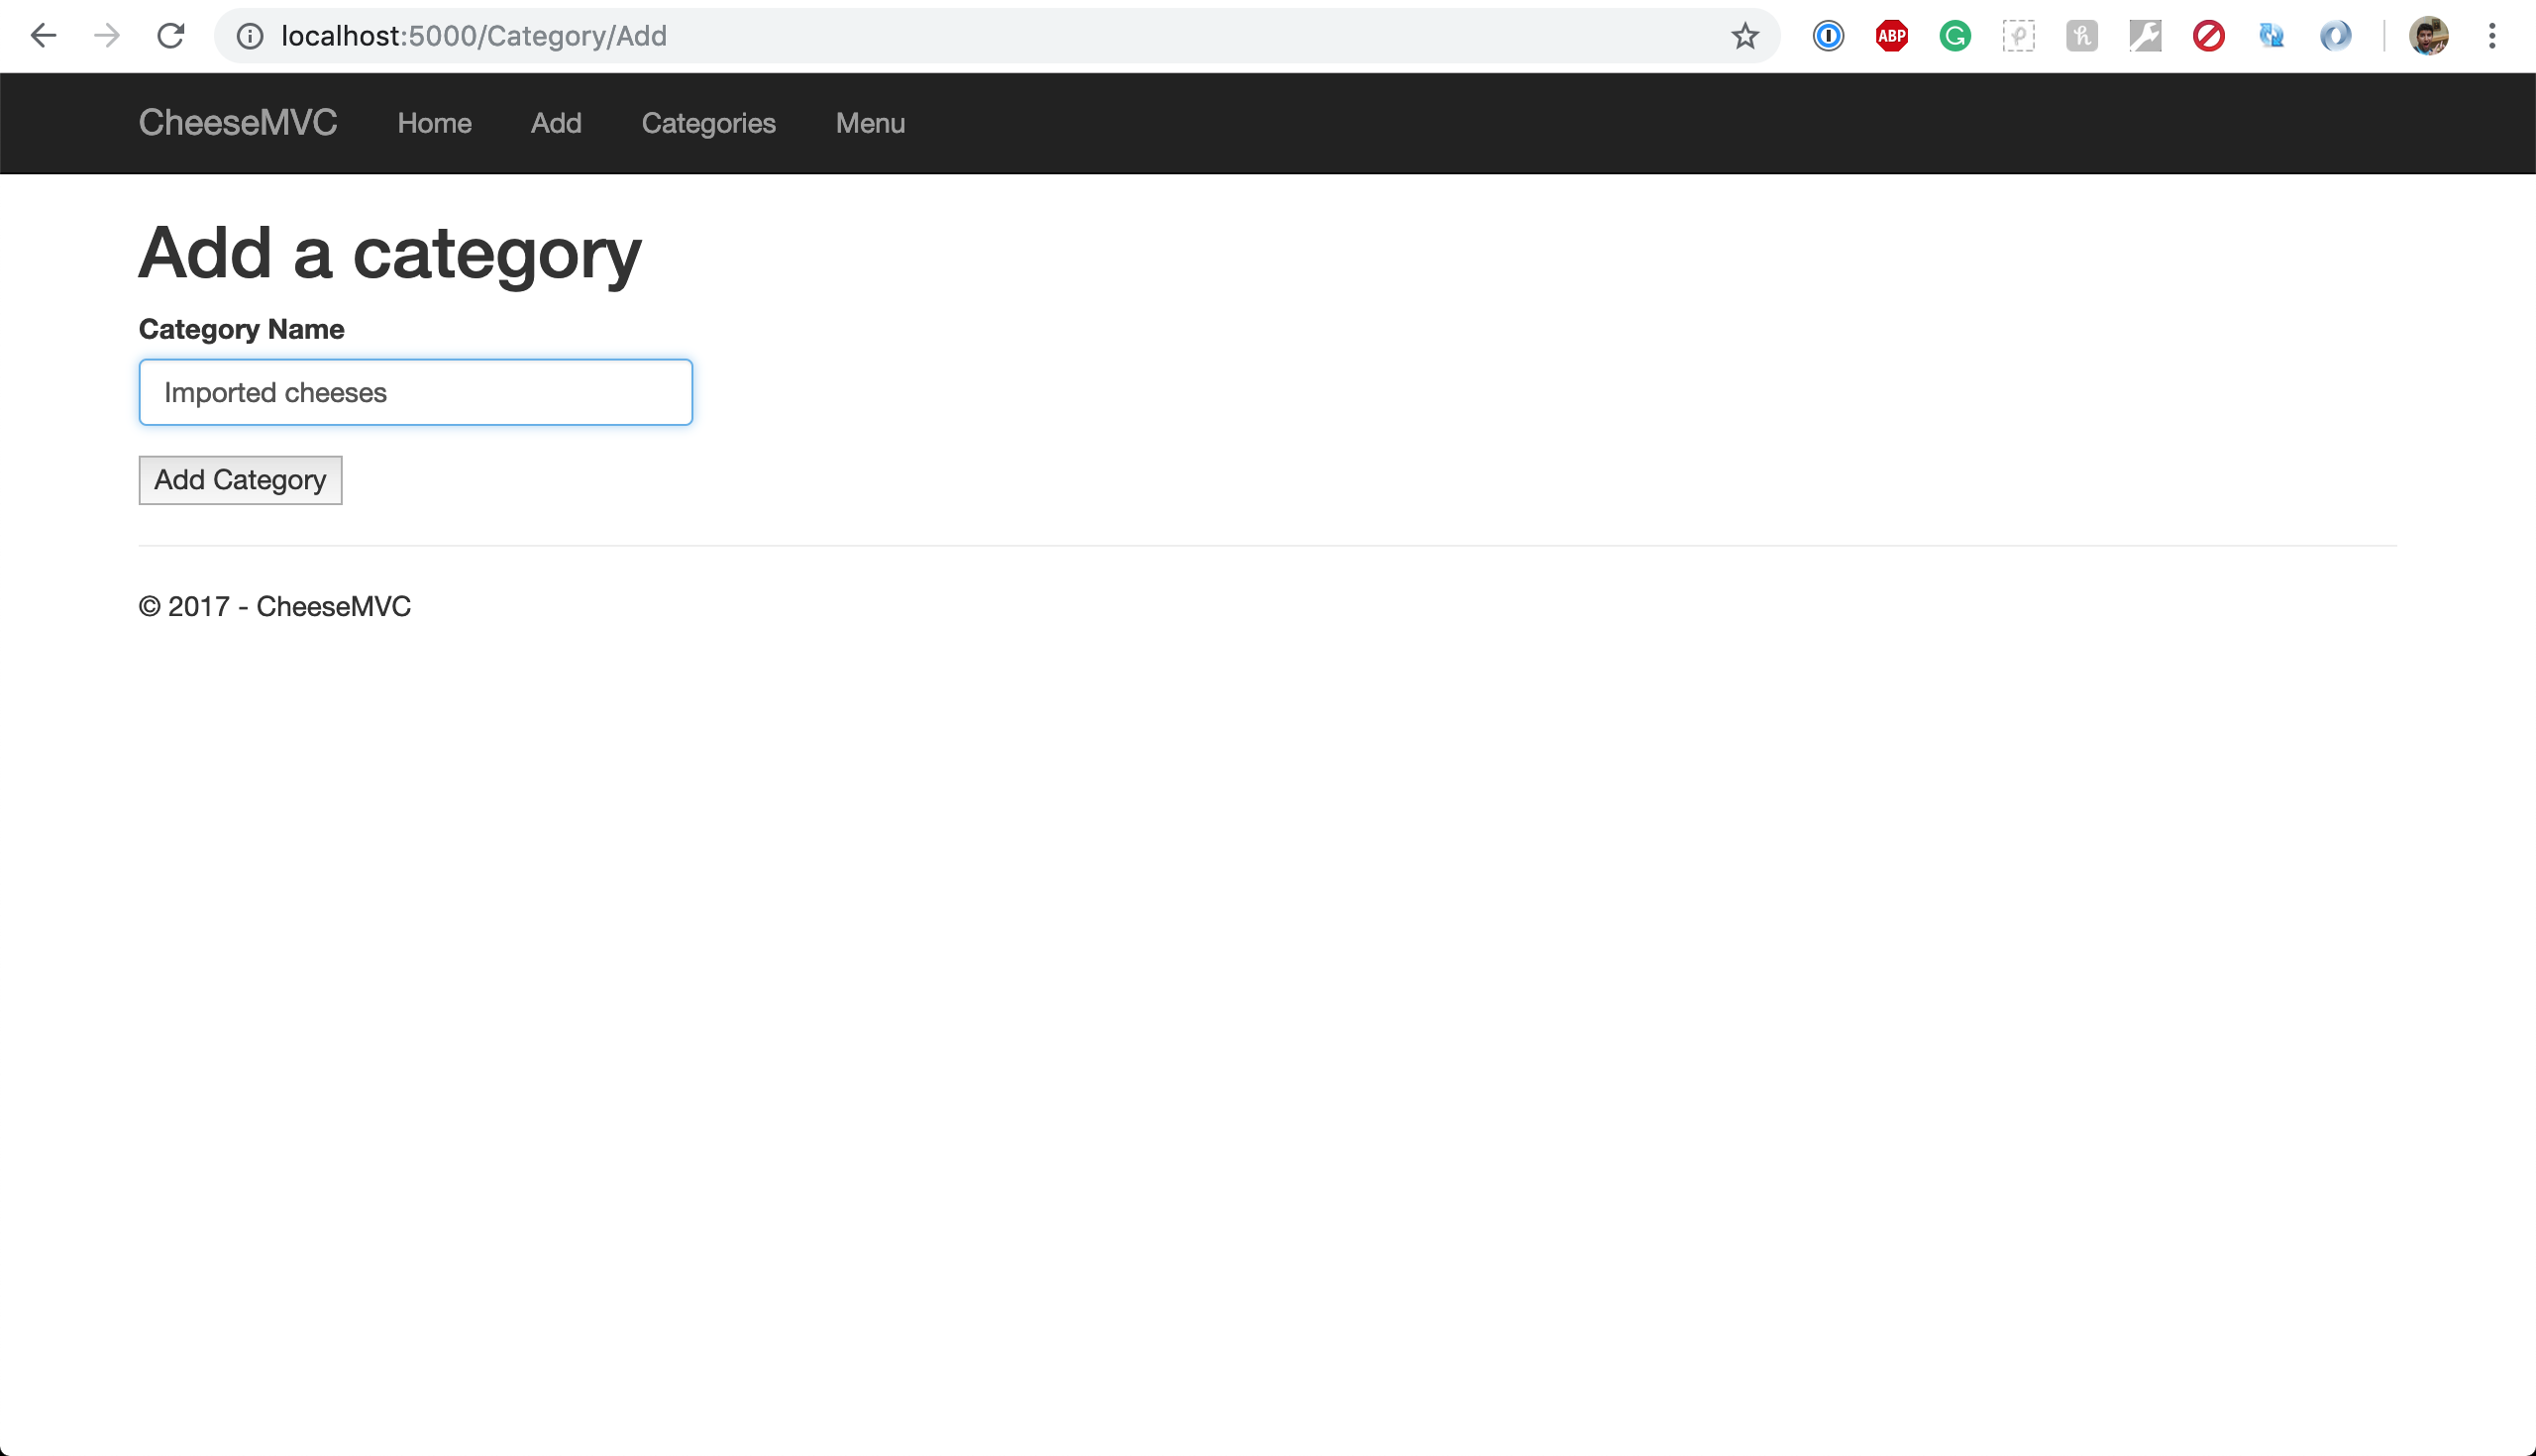 localhost:5000/Category/Add
ABP
CheeseMVC Home Add Categories Menu
Add a category
Category Name
Imported cheeses
Add Category
© 2017 - CheeseMVC